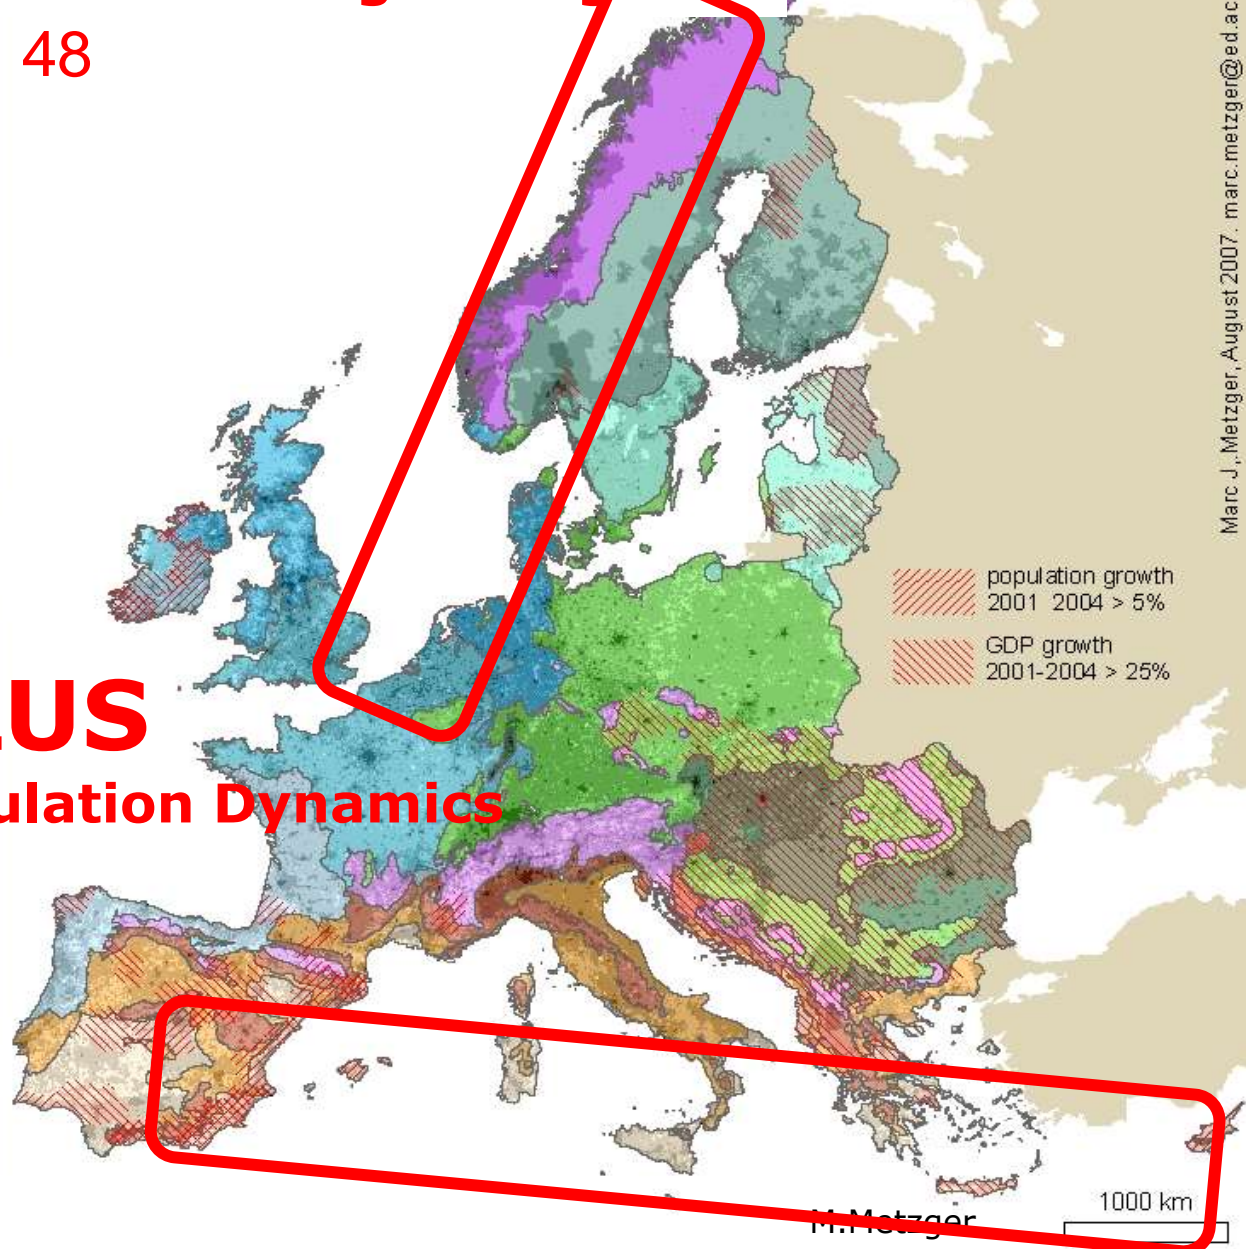 48
Marc J, Metzger, August 2007. marc.metzger@ed.ac
population growth
2001 2004 > 5%
GDP growth
2001-2004 > 25%
US
ulation Dynamics
1000 km
M.Metzger